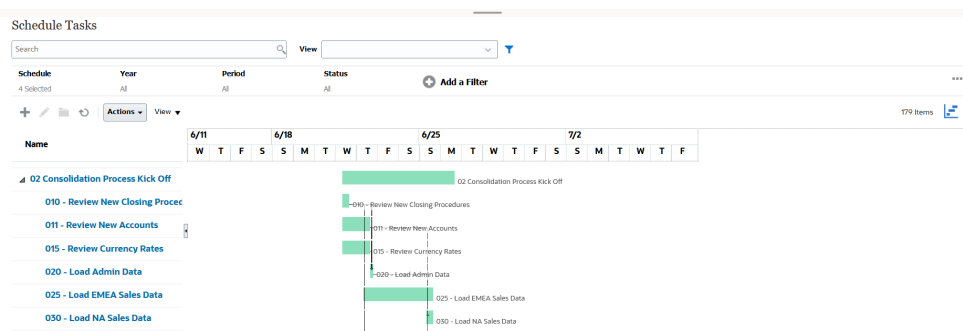 Schedule Tasks
Search
View
Schedule Year Period Status
4 Selected All All All
Add a Filter
Actions View
179 Items
Name
6/11 6/18 6/25 7/2
W T F S S M T W T F S S M T W T F S S M T W T F
02 Consolidation Process Kick Off 02 Consolidation Process Kick Off
010 - Review New Closing Proced 010 - Review New Closing Procedures
011 - Review New Accounts 011 - Review New Accounts
015 - Review Currency Rates 015 - Review Currency Rates
020 - Load Admin Data 020 - Load Admin Data
025 - Load EMEA Sales Data 025 - Load EMEA Sales Data
030 - Load NA Sales Data 030 - Load NA Sales Data